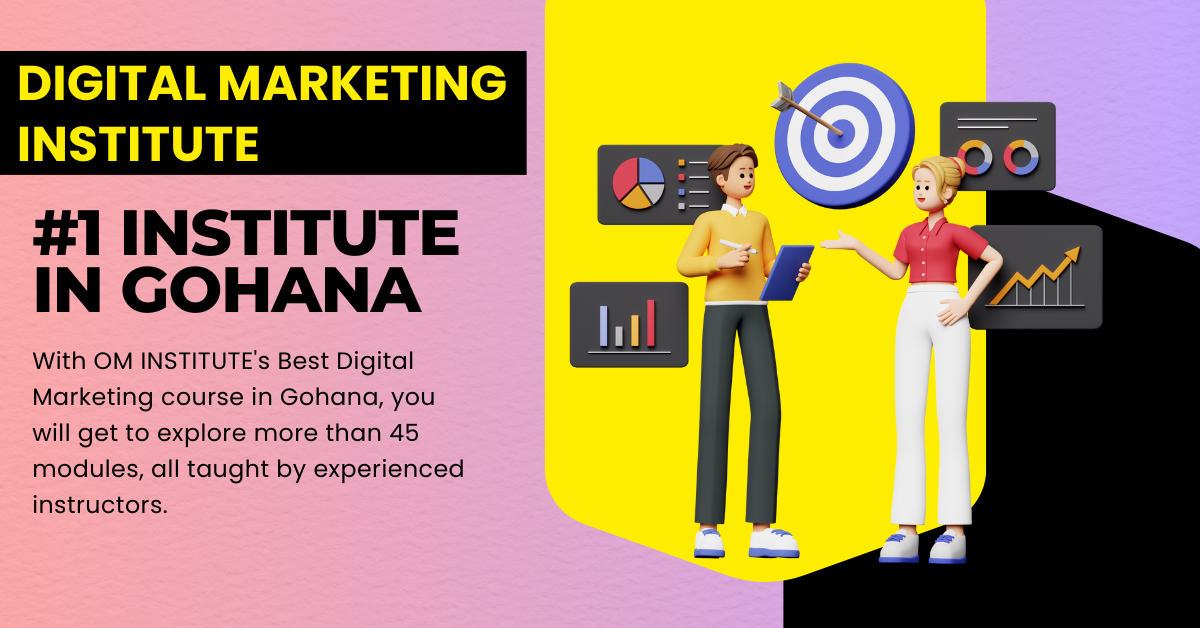 DIGITAL MARKETING
INSTITUTE
#1 INSTITUTE
IN GOHANA
With OM INSTITUTE's Best Digital
Marketing course in Gohana, you
will get to explore more than 45
modules, all taught by experienced
instructors.